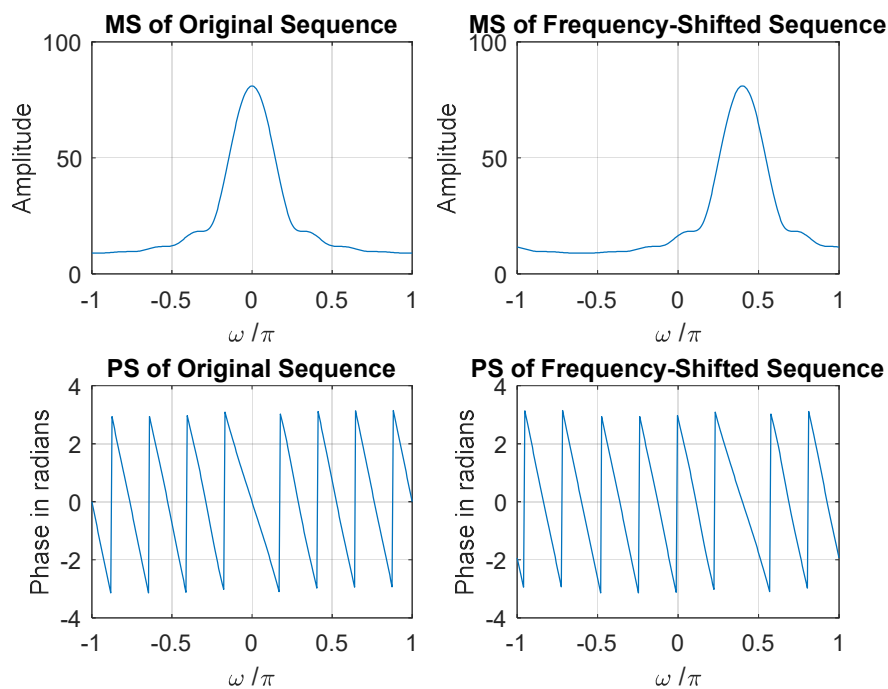 MS of Original Sequence
100
50
0
Amplitude
-1 -0.5 0 0.5 1
ω /π
MS of Frequency-Shifted Sequence
100
50
0
Amplitude
-1 -0.5 0 0.5 1
ω /π
PS of Original Sequence
4
2
0
-2
-4
Phase in radians
-1 -0.5 0 0.5 1
ω /π
PS of Frequency-Shifted Sequence
4
2
0
-2
-4
Phase in radians
-1 -0.5 0 0.5 1
ω /π